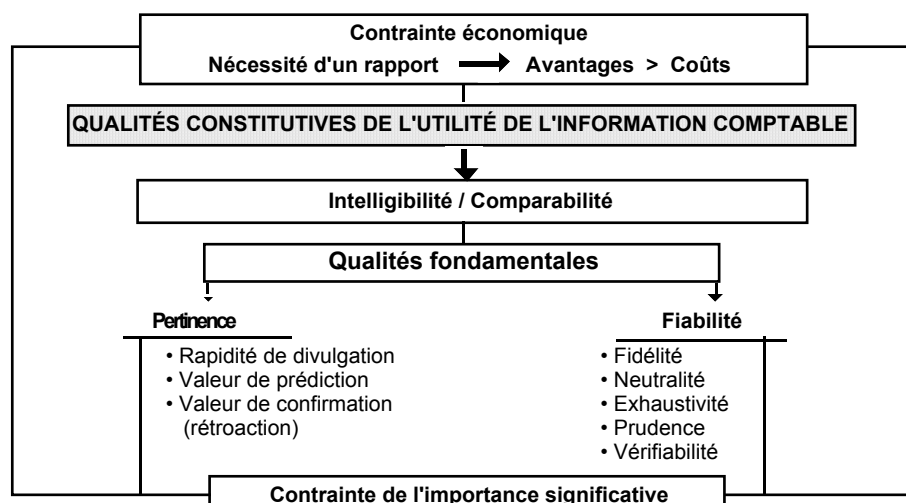 Contrainte économique
Nécessité d'un rapport Avantages > Coûts
QUALITÉS CONSTITUTIVES DE L'UTILITÉ DE L'INFORMATION COMPTABLE
Intelligibilité / Comparabilité
Qualités fondamentales
Pertinence
• Rapidité de divulgation
• Valeur de prédiction
• Valeur de confirmation
(rétroaction)
Fiabilité
• Fidélité
• Neutralité
• Exhaustivité
• Prudence
• Vérifiabilité
Contrainte de l'importance significative